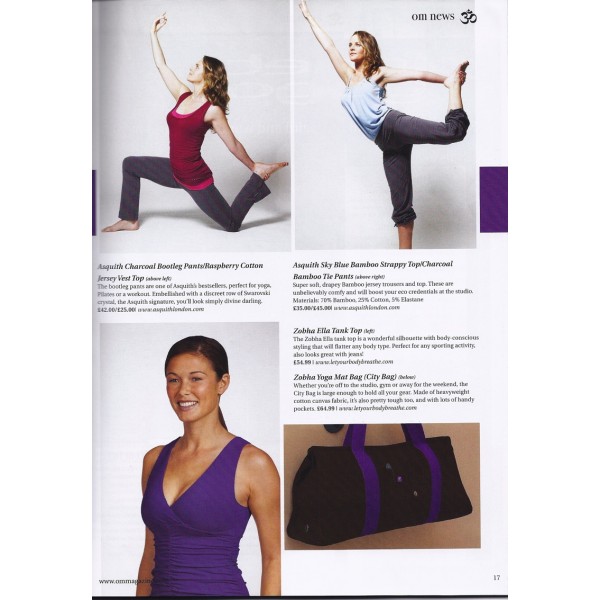 om news
Asquith Charcoal Bootleg Pants/Raspberry Cotton
Jersey Vest Top (above left)
The bootleg pants are one of Asquith's bestsellers, perfect for yoga,
Pilates or a workout. Embellished with a discreet row of Swarovski
crystal, the Asquith signature, you'll look simply divine darling.
£42.00/£25.00| www.asquithlondon.com
Asquith Sky Blue Bamboo Strappy Top/Charcoal
Bamboo Tie Pants (above right)
Super soft, drapey Bamboo jersey trousers and top. These are
unbelievably comfy and will boost your eco credentials at the studio.
Materials: 70% Bamboo, 25% Cotton, 5% Elastane
£35.00/£45.00| www.asquithlondon.com
Zobha Ella Tank Top (left)
The Zobha Ella tank top is a wonderful silhouette with body-conscious
styling that will flatter any body type. Perfect for any sporting activity,
also looks great with jeans!
£54.99 | www.letyourbodybreathe.com
Zobha Yoga Mat Bag (City Bag) (below)
Whether you're off to the studio, gym or away for the weekend, the
City Bag is large enough to hold all your gear. Made of heavyweight
cotton canvas fabric, it's also pretty tough too, and with lots of handy
pockets. £64.99 | www.letyourbodybreathe.com
www.ommagazin
17